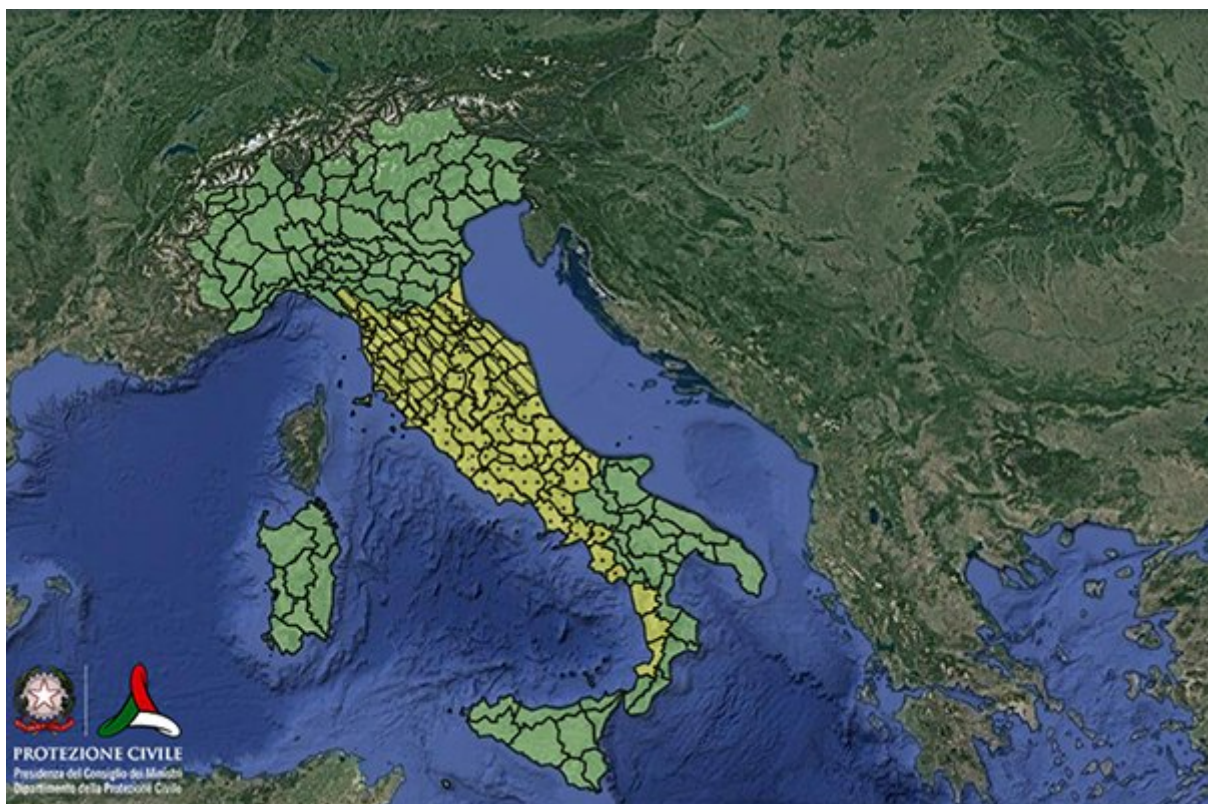 PROTEZIONE CIVILE
Presidenza del Consiglio dei Ministri
Dipartimento della Protezione Civile